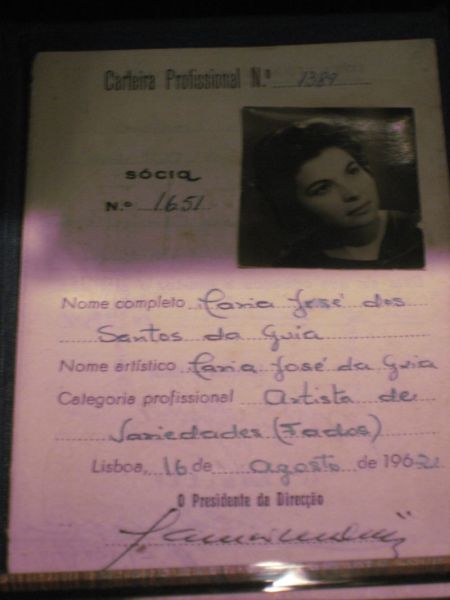 Carteira Profissional N.º 1389
SÓCIA
N.º 1651
Nome completo Maria José dos
Santos da Guia
Nome artístico Maria José da Guia
Categoria profissional Artista de
Variedades (Fados)
Lisboa, 16 de agosto de 1962
O Presidente da Direcção